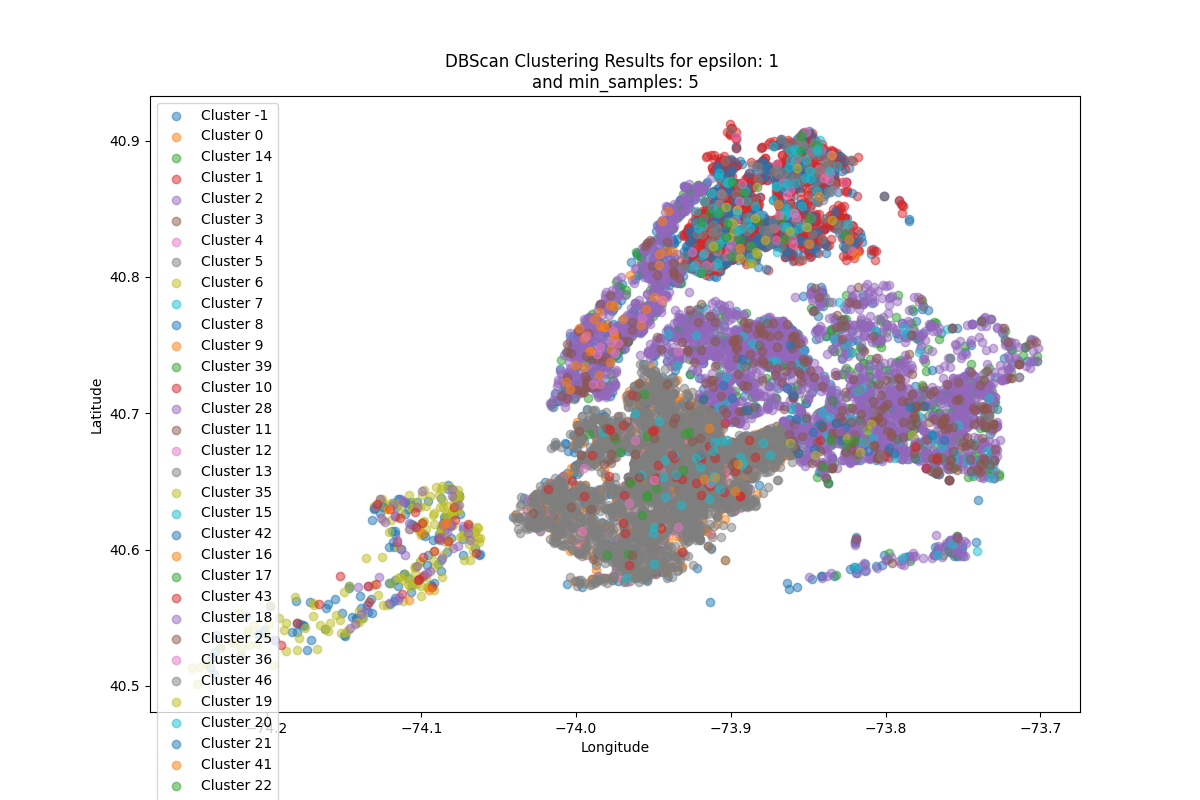 DBScan Clustering Results for epsilon: 1
and min_samples: 5
Cluster -1
Cluster 0
Cluster 14
Cluster 1
Cluster 2
Cluster 3
Cluster 4
Cluster 5
Cluster 6
Cluster 7
Cluster 8
Cluster 9
Cluster 39
Cluster 10
Cluster 28
Cluster 11
Cluster 12
Cluster 13
Cluster 35
Cluster 15
Cluster 42
Cluster 16
Cluster 17
Cluster 43
Cluster 18
Cluster 25
Cluster 36
Cluster 46
Cluster 19
Cluster 20
Cluster 21
Cluster 41
Cluster 22
40.9
40.8
40.7
40.6
40.5
Latitude
−74.2
−74.1
−74.0
−73.9
−73.8
−73.7
Longitude